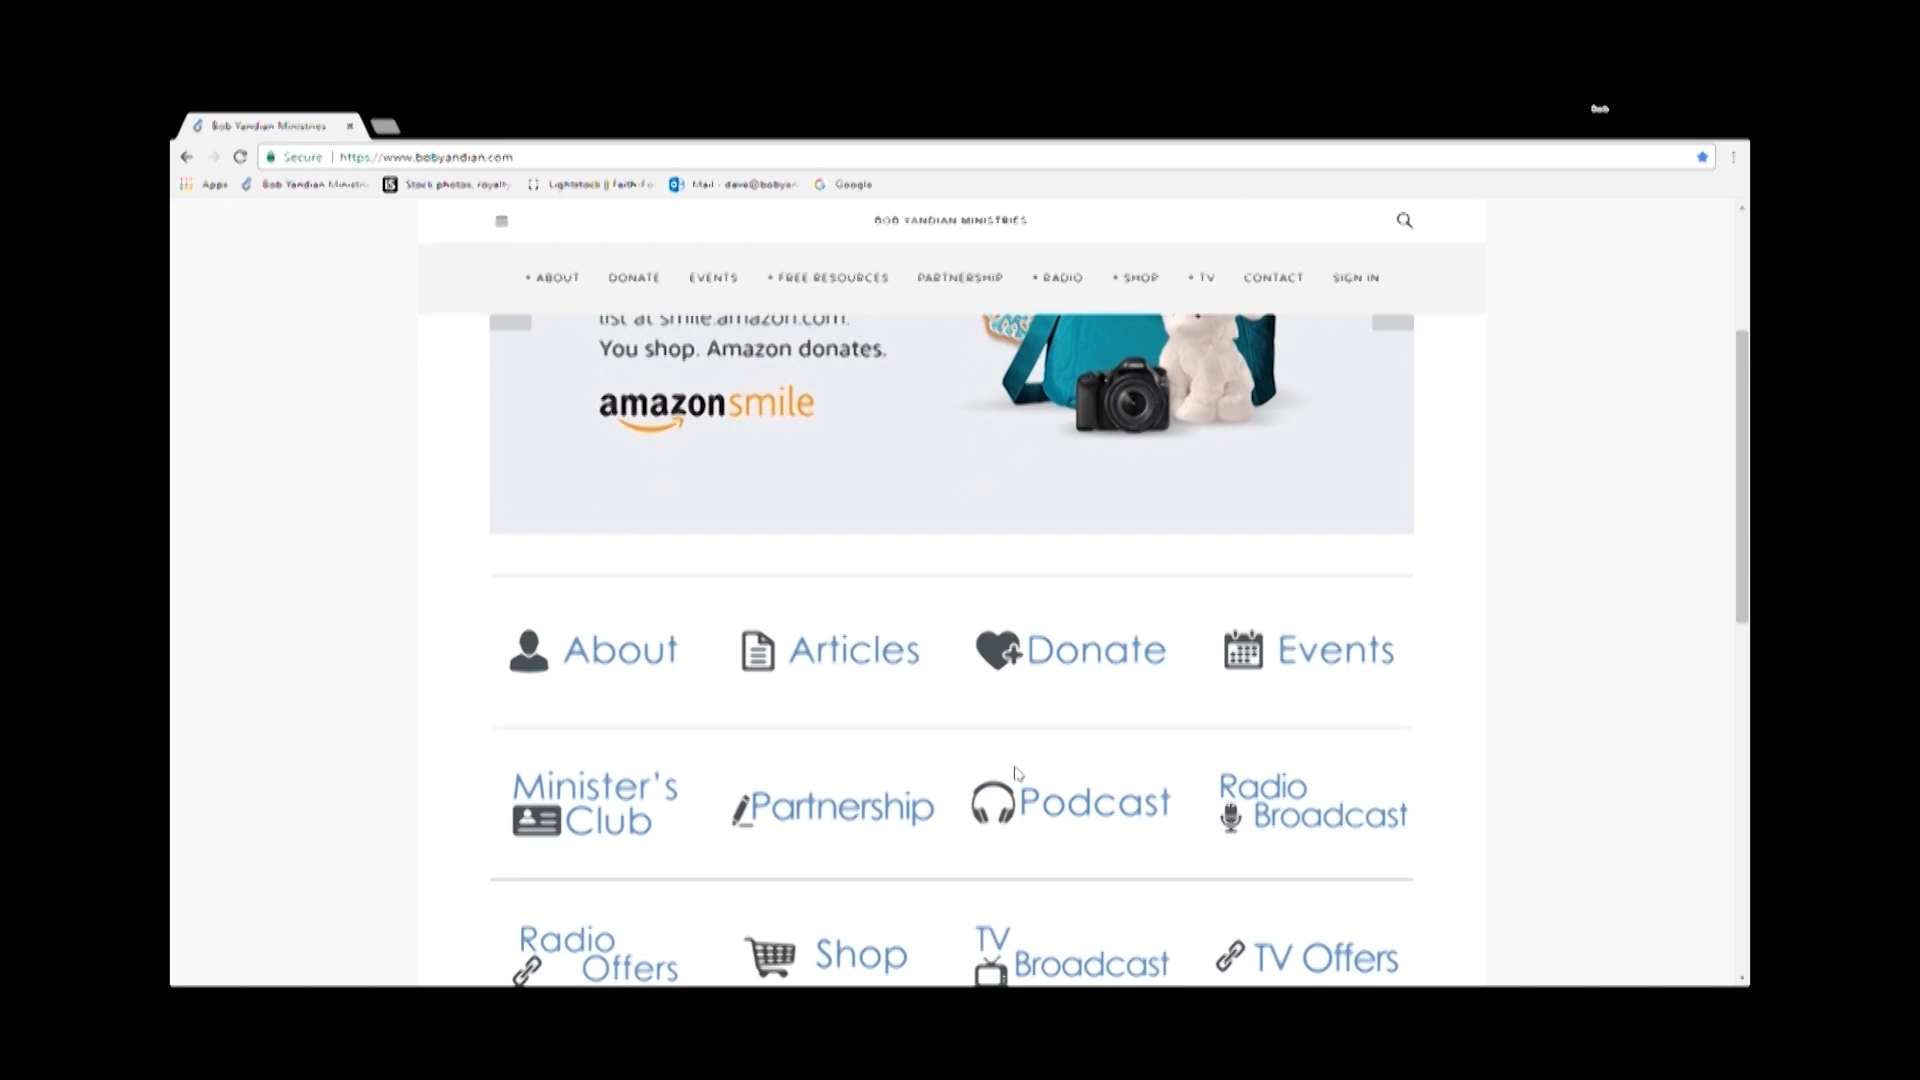 Bob
Bob Yandian Ministries
Secure | https://www.bobyandian.com
Apps Bob Yandian Ministri Stock photos, royalty Lightstock || Faith-Fo Mail - dave@bobyan Google
BOB YANDIAN MINISTRIES
+ ABOUT DONATE EVENTS + FREE RESOURCES PARTNERSHIP + RADIO + SHOP + TV CONTACT SIGN IN
list at smile.amazon.com.
You shop. Amazon donates.
amazonsmile
About Articles Donate Events
Minister's
Club
Partnership
Podcast
Radio
Broadcast
Radio
Offers
Shop
TV
Broadcast
TV Offers